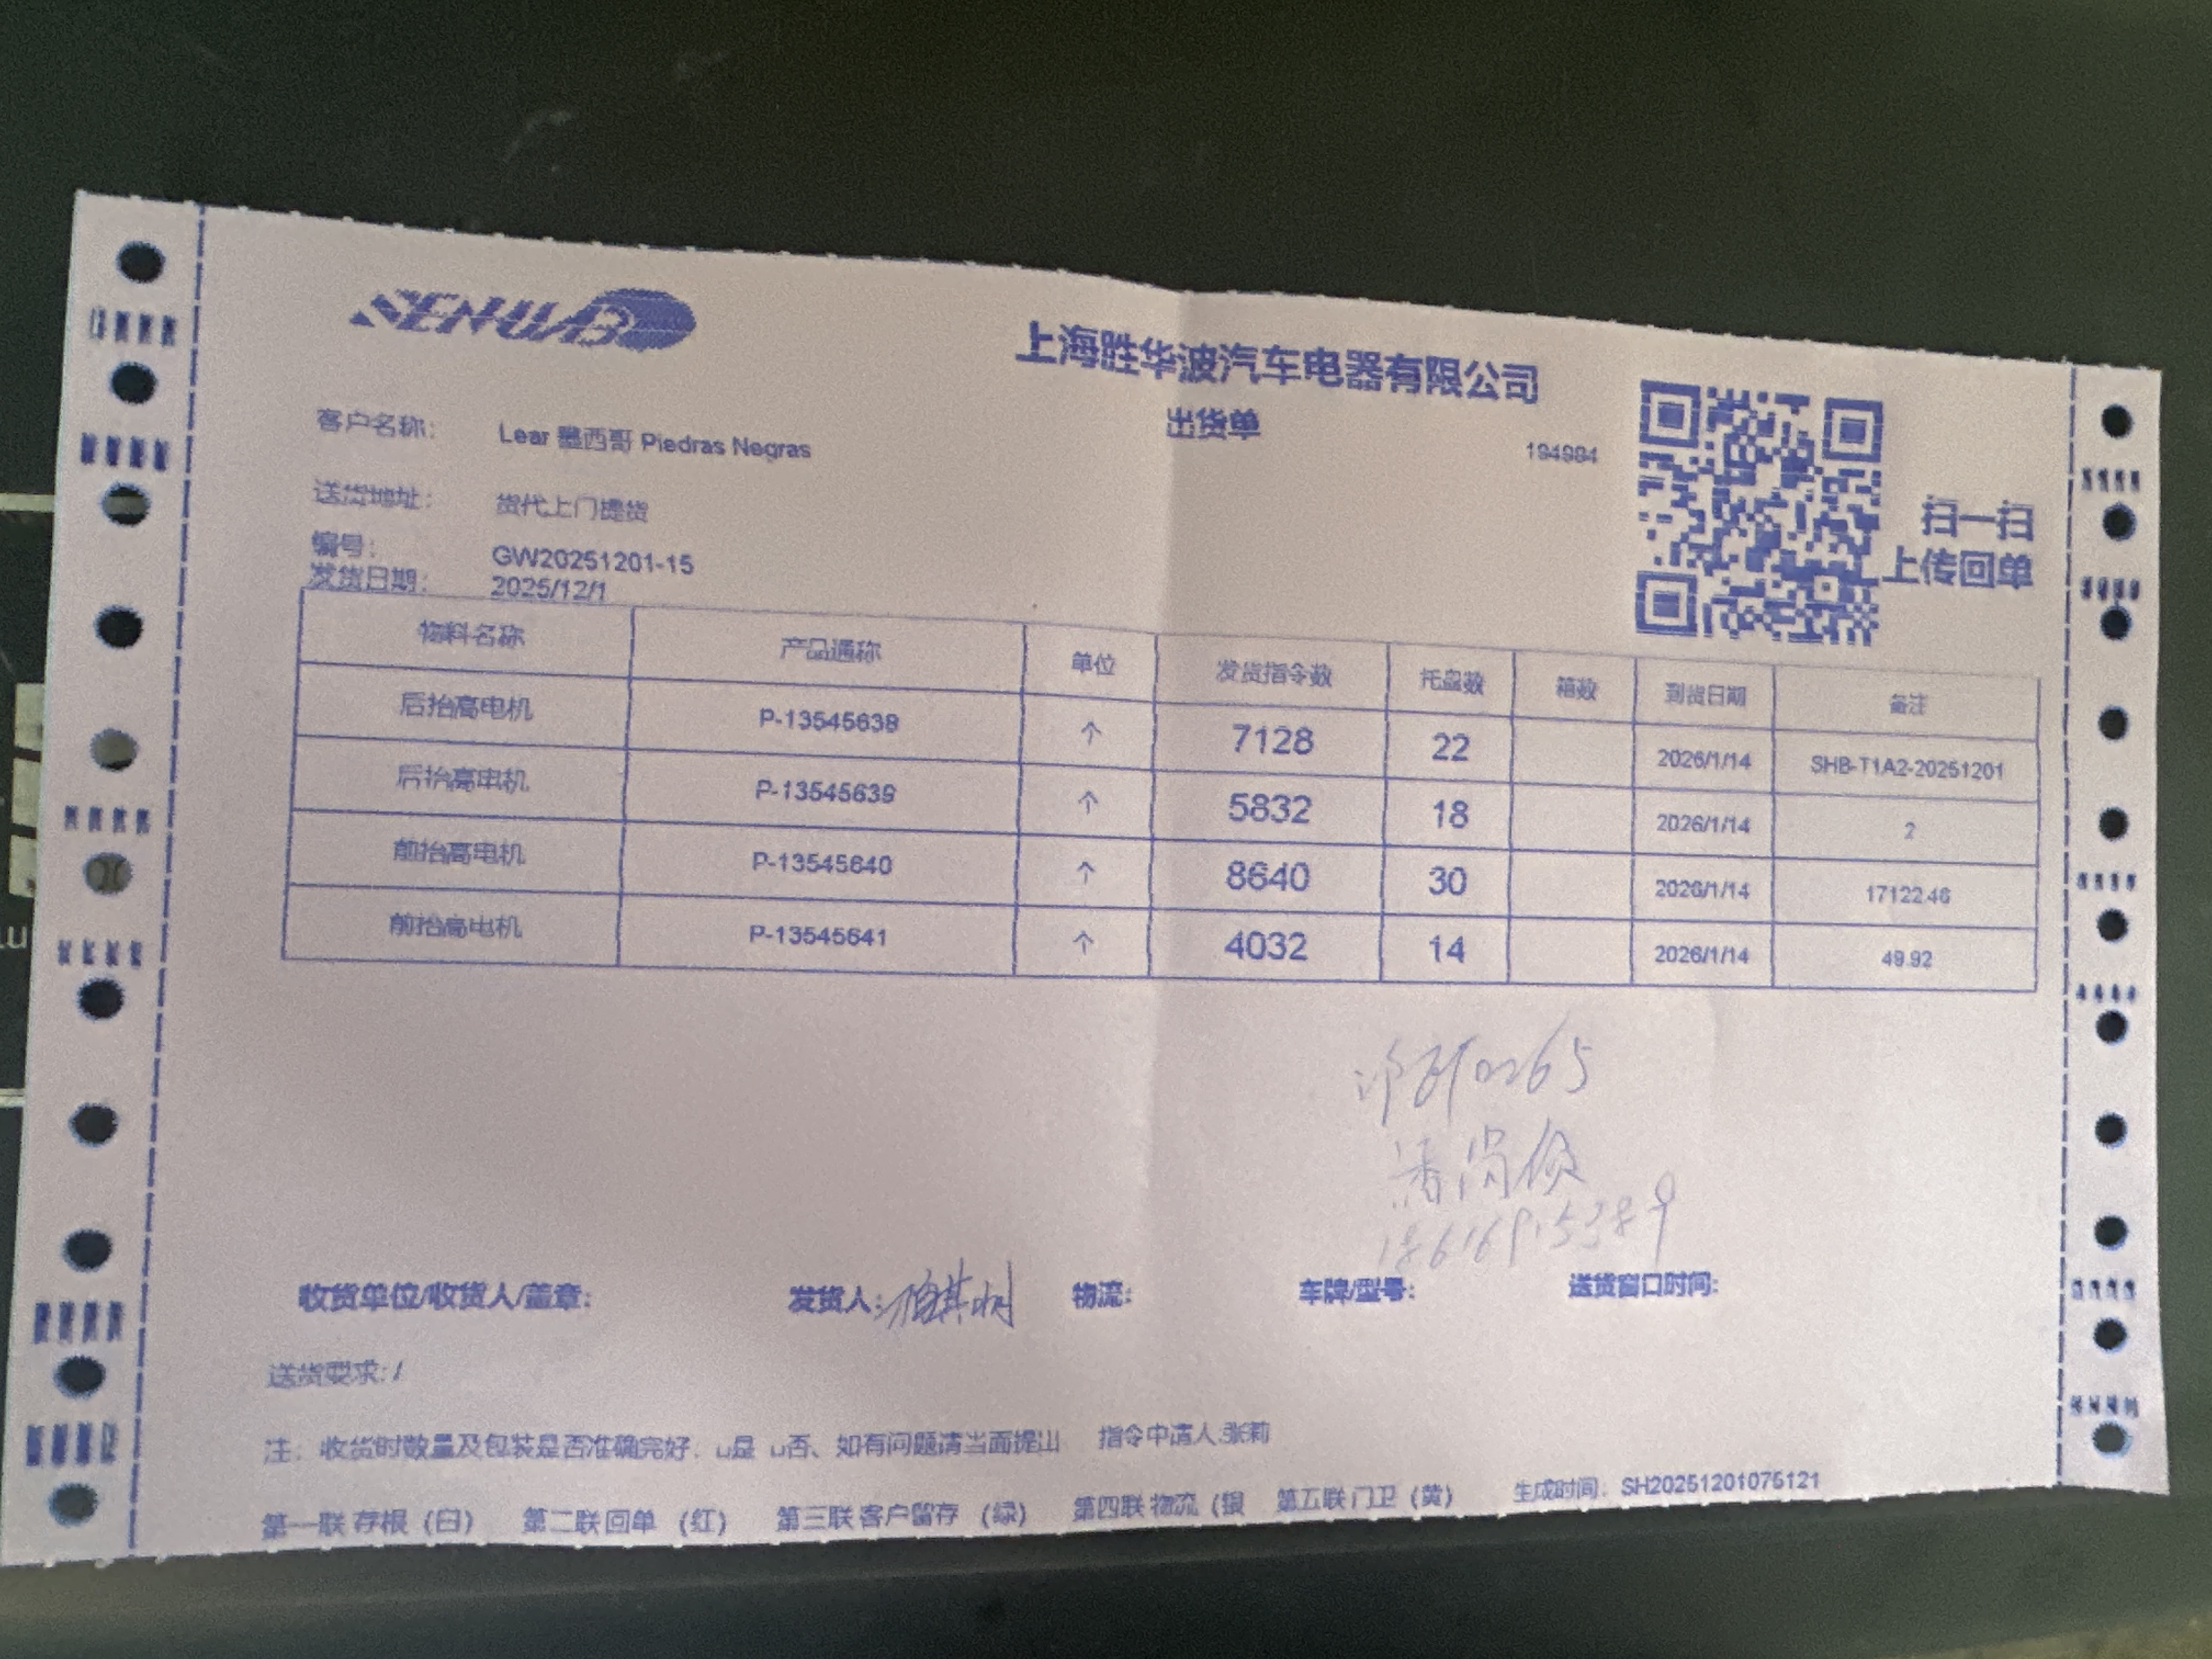 SENHWB
上海胜华波汽车电器有限公司
出货单
194984
扫一扫
上传回单
客户名称: Lear 墨西哥 Piedras Negras
送货地址: 货代上门提货
编号: GW20251201-15
发货日期: 2025/12/1
物料名称 产品通称 单位 发货指令数 托盘数 箱数 到货日期 备注
后抬高电机 P-13545638 个 7128 22 2026/1/14 SHB-T1A2-20251201
后抬高电机 P-13545639 个 5832 18 2026/1/14 2
前抬高电机 P-13545640 个 8640 30 2026/1/14 17122.46
前抬高电机 P-13545641 个 4032 14 2026/1/14 49.92
收货单位/收货人/盖章: 发货人: 物流: 车牌/型号: 送货窗口时间:
送货要求: /
注: 收货时数量及包装是否准确完好、u是 u否、如有问题请当面提出 指令申请人:张莉
第一联 存根 (白) 第二联 回单 (红) 第三联 客户留存 (绿) 第四联 物流 (银 第五联 门卫 (黄) 生成时间: SH20251201075121